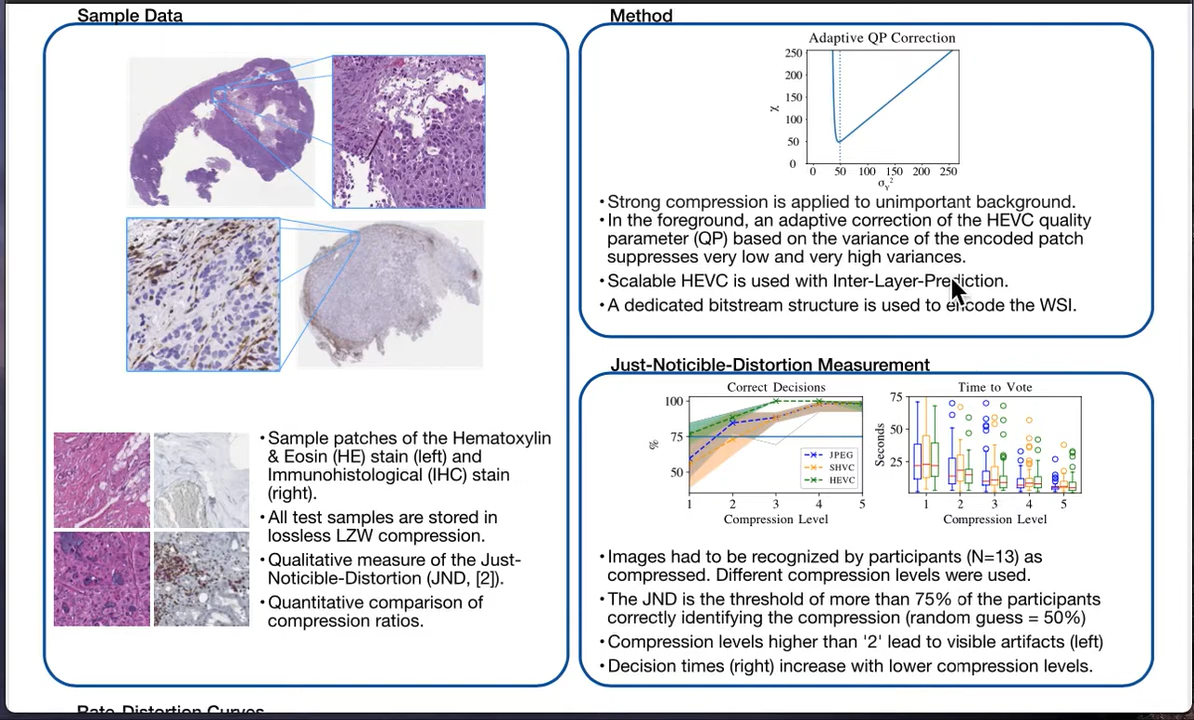 Sample Data
• Sample patches of the Hematoxylin
& Eosin (HE) stain (left) and
Immunohistological (IHC) stain
(right).
• All test samples are stored in
lossless LZW compression.
• Qualitative measure of the Just-
Noticible-Distortion (JND, [2]).
• Quantitative comparison of
compression ratios.
Method
Adaptive QP Correction
250
200
150
100
50
0
χ
0 50 100 150 200 250
σ_Y²
• Strong compression is applied to unimportant background.
• In the foreground, an adaptive correction of the HEVC quality
parameter (QP) based on the variance of the encoded patch
suppresses very low and very high variances.
• Scalable HEVC is used with Inter-Layer-Prediction.
• A dedicated bitstream structure is used to encode the WSI.
Just-Noticible-Distortion Measurement
Correct Decisions
100
75
50
%
JPEG
SHVC
HEVC
1 2 3 4 5
Compression Level
Time to Vote
75
50
25
Seconds
1 2 3 4 5
Compression Level
• Images had to be recognized by participants (N=13) as
compressed. Different compression levels were used.
• The JND is the threshold of more than 75% of the participants
correctly identifying the compression (random guess = 50%)
• Compression levels higher than '2' lead to visible artifacts (left)
• Decision times (right) increase with lower compression levels.
Rate-Distortion Curves